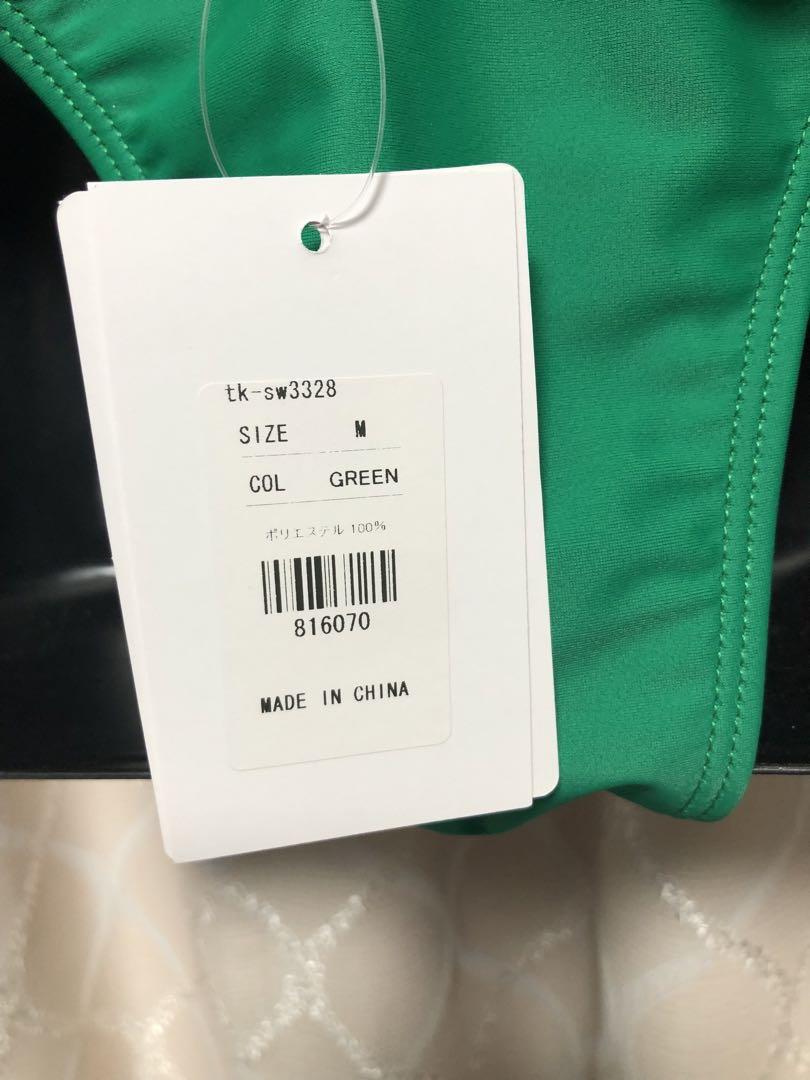 tk-sw3328
SIZE M
COL GREEN
ポリエステル 100%
816070
MADE IN CHINA